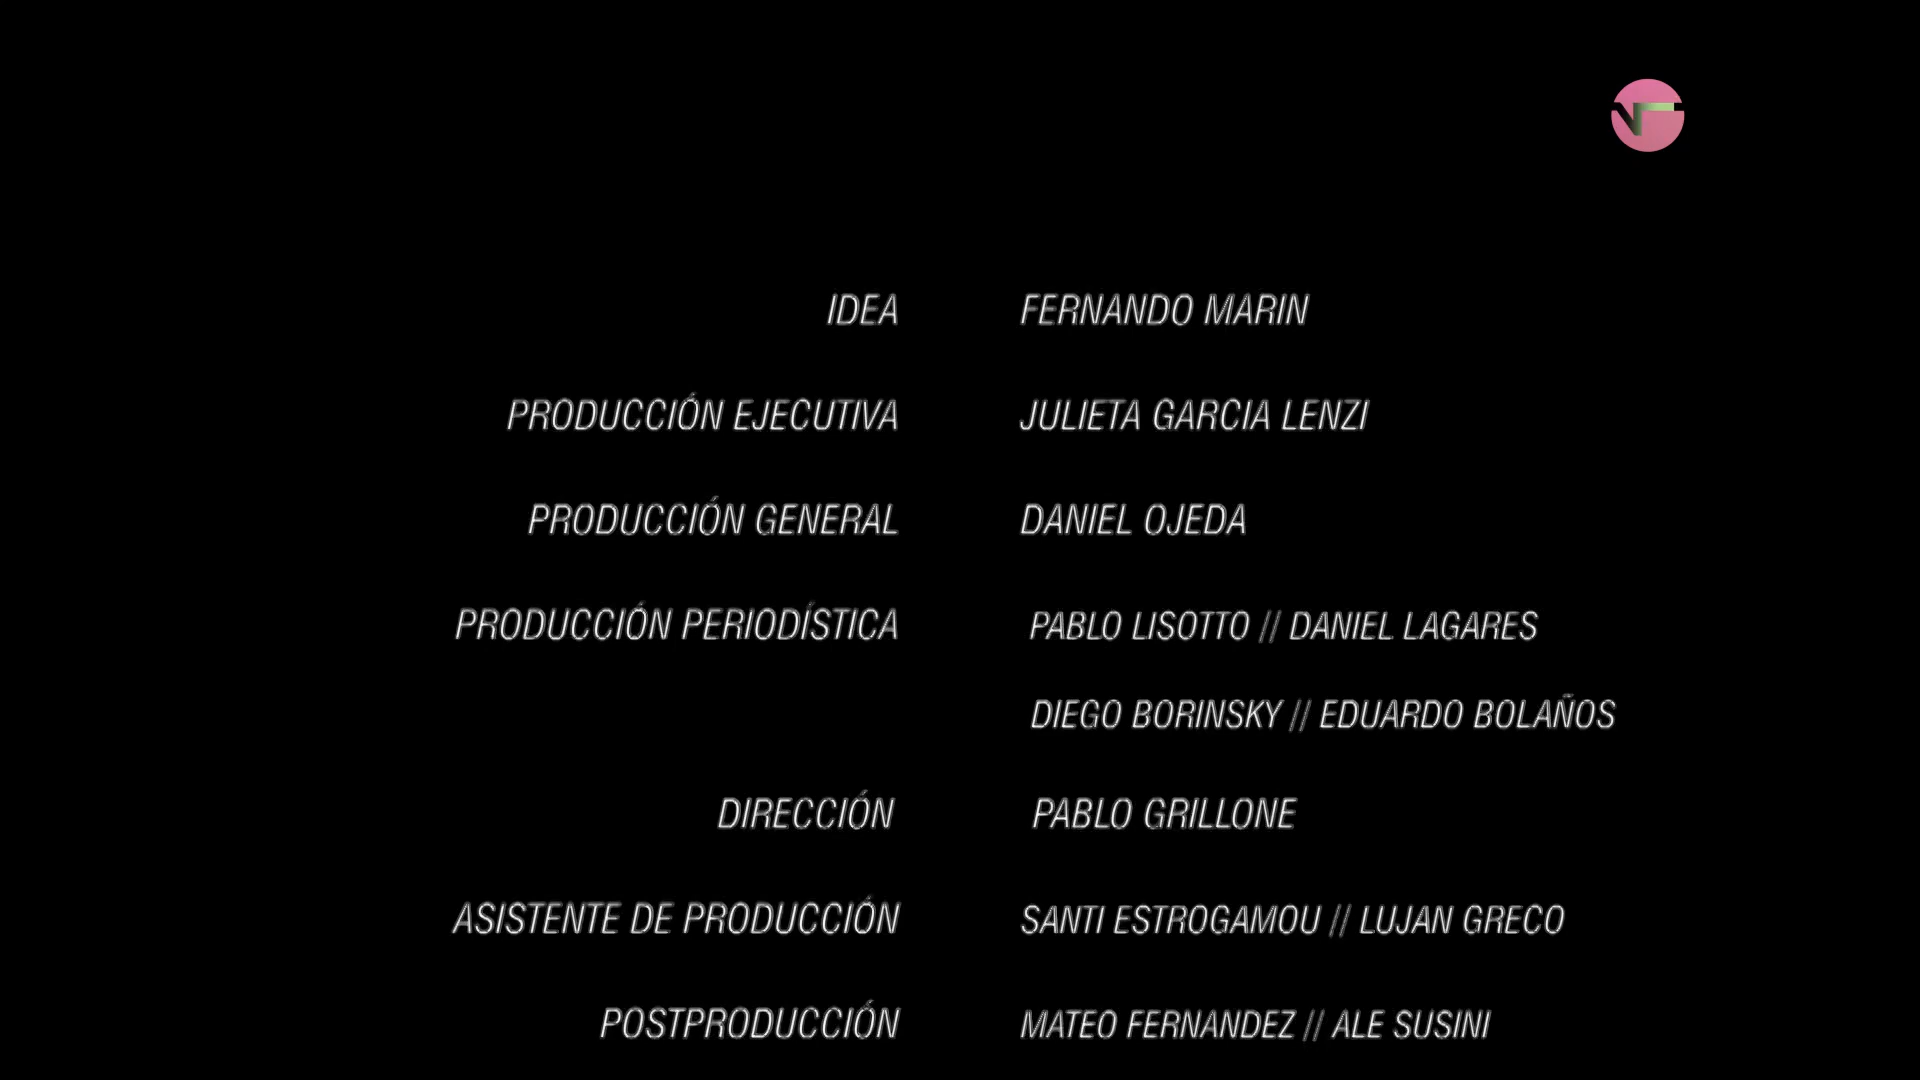 IDEA FERNANDO MARIN
PRODUCCIÓN EJECUTIVA JULIETA GARCIA LENZI
PRODUCCIÓN GENERAL DANIEL OJEDA
PRODUCCIÓN PERIODÍSTICA PABLO LISOTTO // DANIEL LAGARES
DIEGO BORINSKY // EDUARDO BOLAÑOS
DIRECCIÓN PABLO GRILLONE
ASISTENTE DE PRODUCCIÓN SANTI ESTROGAMOU // LUJAN GRECO
POSTPRODUCCIÓN MATEO FERNANDEZ // ALE SUSINI